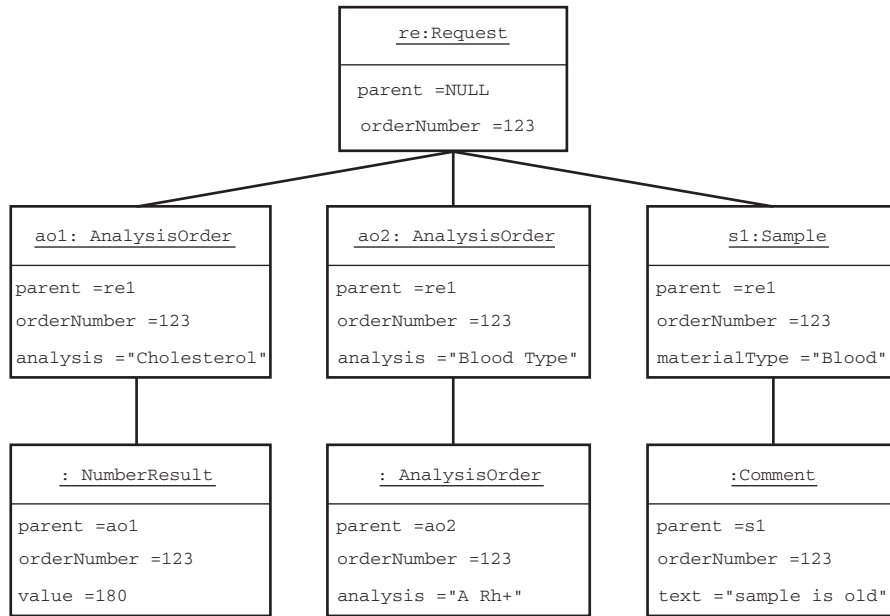 re:Request
parent =NULL
orderNumber =123
ao1: AnalysisOrder
parent =re1
orderNumber =123
analysis ="Cholesterol"
ao2: AnalysisOrder
parent =re1
orderNumber =123
analysis ="Blood Type"
s1:Sample
parent =re1
orderNumber =123
materialType ="Blood"
: NumberResult
parent =ao1
orderNumber =123
value =180
: AnalysisOrder
parent =ao2
orderNumber =123
analysis ="A Rh+"
:Comment
parent =s1
orderNumber =123
text ="sample is old"